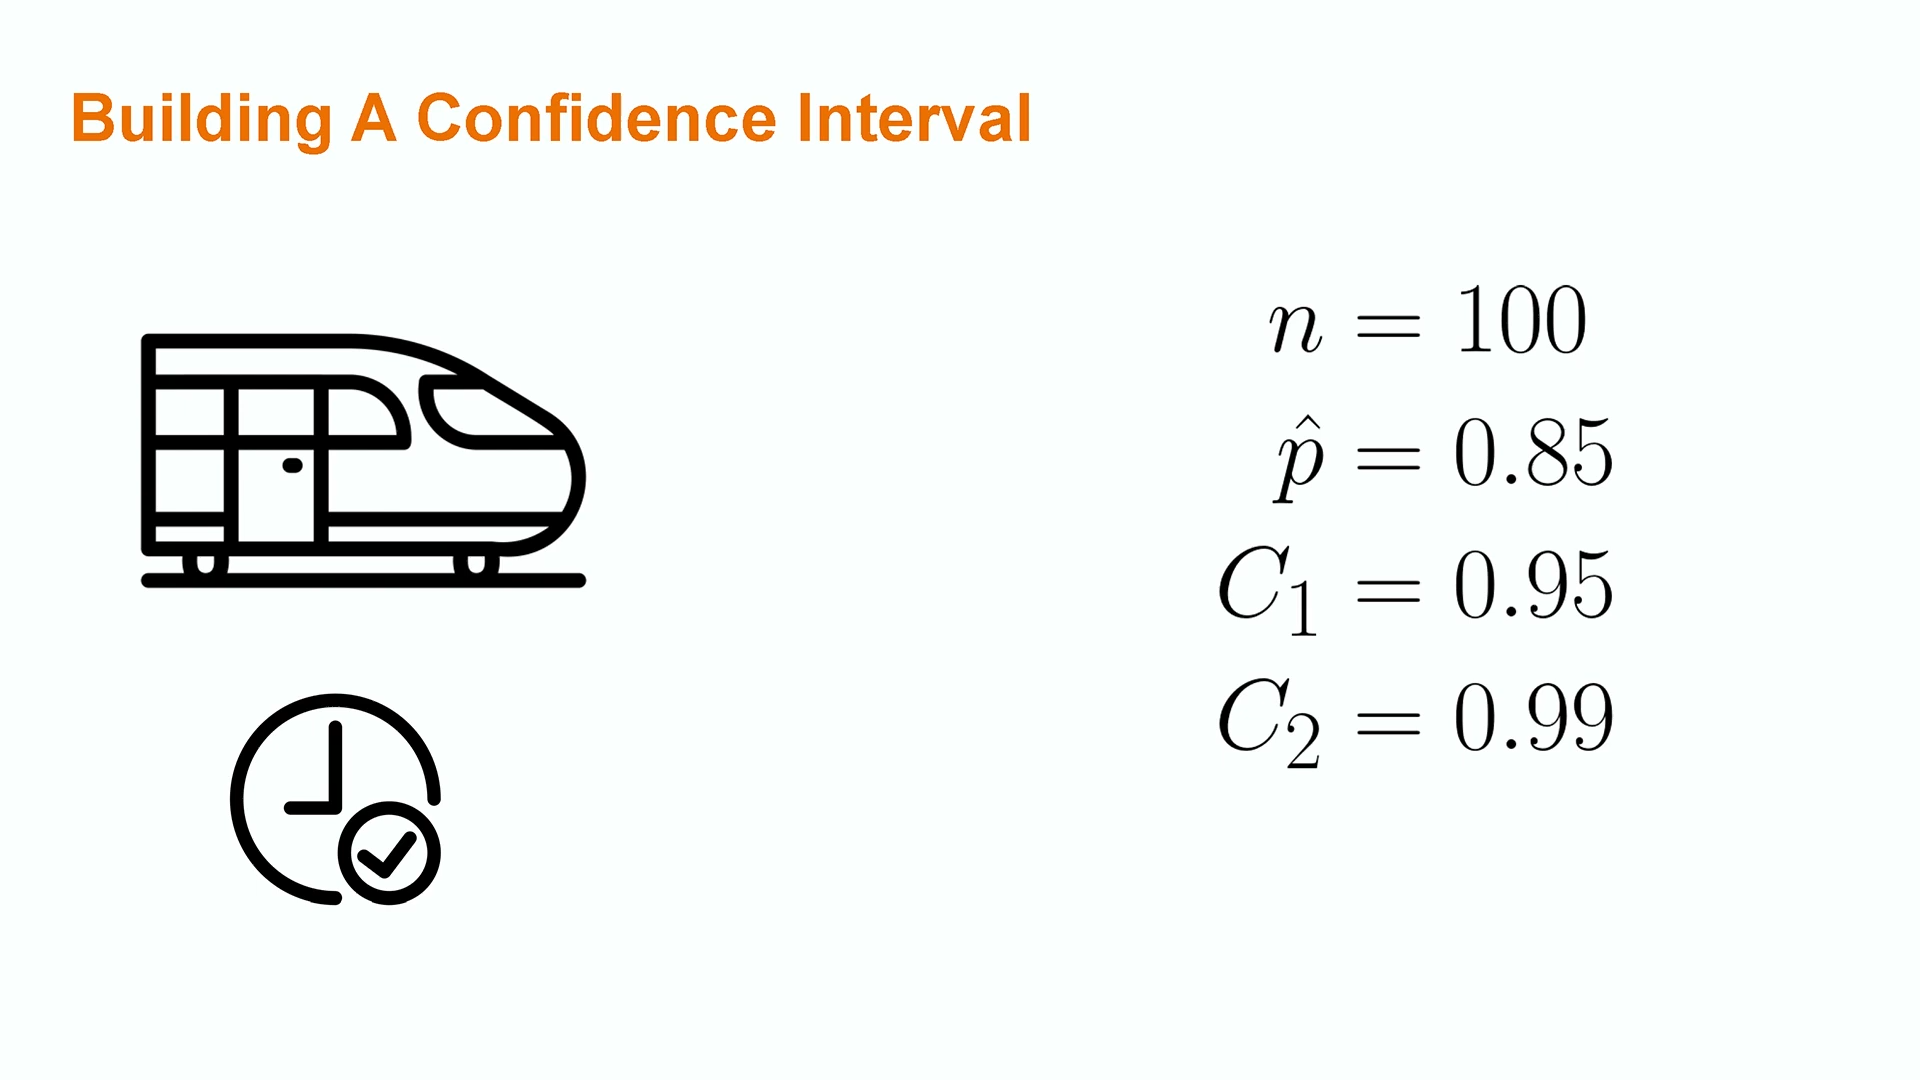 Building A Confidence Interval
n = 100
p̂ = 0.85
C₁ = 0.95
C₂ = 0.99